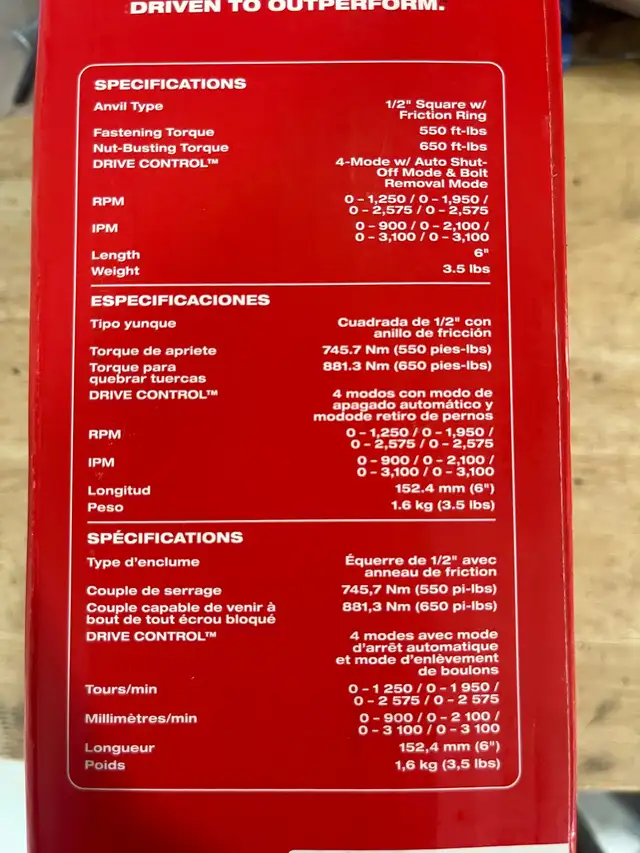 DRIVEN TO OUTPERFORM.
SPECIFICATIONS
Anvil Type 1/2" Square w/
Friction Ring
Fastening Torque 550 ft-lbs
Nut-Busting Torque 650 ft-lbs
DRIVE CONTROL™ 4-Mode w/ Auto Shut-
Off Mode & Bolt
Removal Mode
RPM 0 – 1,250 / 0 – 1,950 /
0 – 2,575 / 0 – 2,575
IPM 0 – 900 / 0 – 2,100 /
0 – 3,100 / 0 – 3,100
Length 6"
Weight 3.5 lbs
ESPECIFICACIONES
Tipo yunque Cuadrada de 1/2" con
anillo de fricción
Torque de apriete 745.7 Nm (550 pies-lbs)
Torque para 881.3 Nm (650 pies-lbs)
quebrar tuercas
DRIVE CONTROL™ 4 modos con modo de
apagado automático y
modode retiro de pernos
RPM 0 – 1,250 / 0 – 1,950 /
0 – 2,575 / 0 – 2,575
IPM 0 – 900 / 0 – 2,100 /
0 – 3,100 / 0 – 3,100
Longitud 152.4 mm (6")
Peso 1.6 kg (3.5 lbs)
SPÉCIFICATIONS
Type d'enclume Équerre de 1/2" avec
anneau de friction
Couple de serrage 745,7 Nm (550 pi-lbs)
Couple capable de venir à 881,3 Nm (650 pi-lbs)
bout de tout écrou bloqué
DRIVE CONTROL™ 4 modes avec mode
d'arrêt automatique
et mode d'enlèvement
de boulons
Tours/min 0 – 1 250 / 0 – 1 950 /
0 – 2 575 / 0 – 2 575
Millimètres/min 0 – 900 / 0 – 2 100 /
0 – 3 100 / 0 – 3 100
Longueur 152,4 mm (6")
Poids 1,6 kg (3,5 lbs)